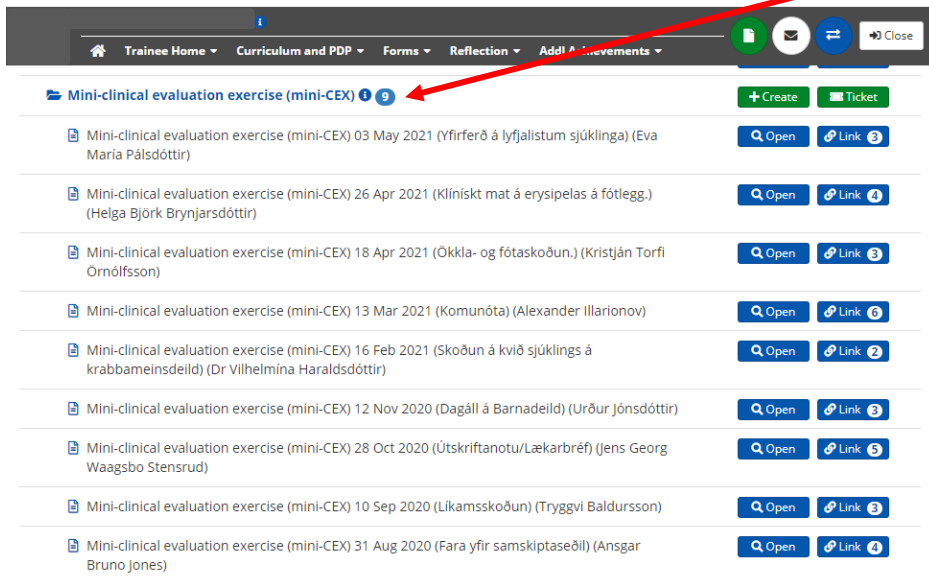 i
Trainee Home Curriculum and PDP Forms Reflection Addl Achievements
Close
Mini-clinical evaluation exercise (mini-CEX) i 9
+ Create Ticket
Mini-clinical evaluation exercise (mini-CEX) 03 May 2021 (Yfirferð á lyfjalistum sjúklinga) (Eva
María Pálsdóttir)
Open Link 3
Mini-clinical evaluation exercise (mini-CEX) 26 Apr 2021 (Klínískt mat á erysipelas á fótlegg.)
(Helga Björk Brynjarsdóttir)
Open Link 4
Mini-clinical evaluation exercise (mini-CEX) 18 Apr 2021 (Ökkla- og fótaskoðun.) (Kristján Torfi
Örnólfsson)
Open Link 3
Mini-clinical evaluation exercise (mini-CEX) 13 Mar 2021 (Komunóta) (Alexander Illarionov)
Open Link 6
Mini-clinical evaluation exercise (mini-CEX) 16 Feb 2021 (Skoðun á kvið sjúklings á
krabbameinsdeild) (Dr Vilhelmína Haraldsdóttir)
Open Link 2
Mini-clinical evaluation exercise (mini-CEX) 12 Nov 2020 (Dagáll á Barnadeild) (Urður Jónsdóttir)
Open Link 3
Mini-clinical evaluation exercise (mini-CEX) 28 Oct 2020 (Útskriftanotu/Lækarbréf) (Jens Georg
Waagsbo Stensrud)
Open Link 5
Mini-clinical evaluation exercise (mini-CEX) 10 Sep 2020 (Líkamsskoðun) (Tryggvi Baldursson)
Open Link 3
Mini-clinical evaluation exercise (mini-CEX) 31 Aug 2020 (Fara yfir samskiptaseðil) (Ansgar
Bruno Jones)
Open Link 4